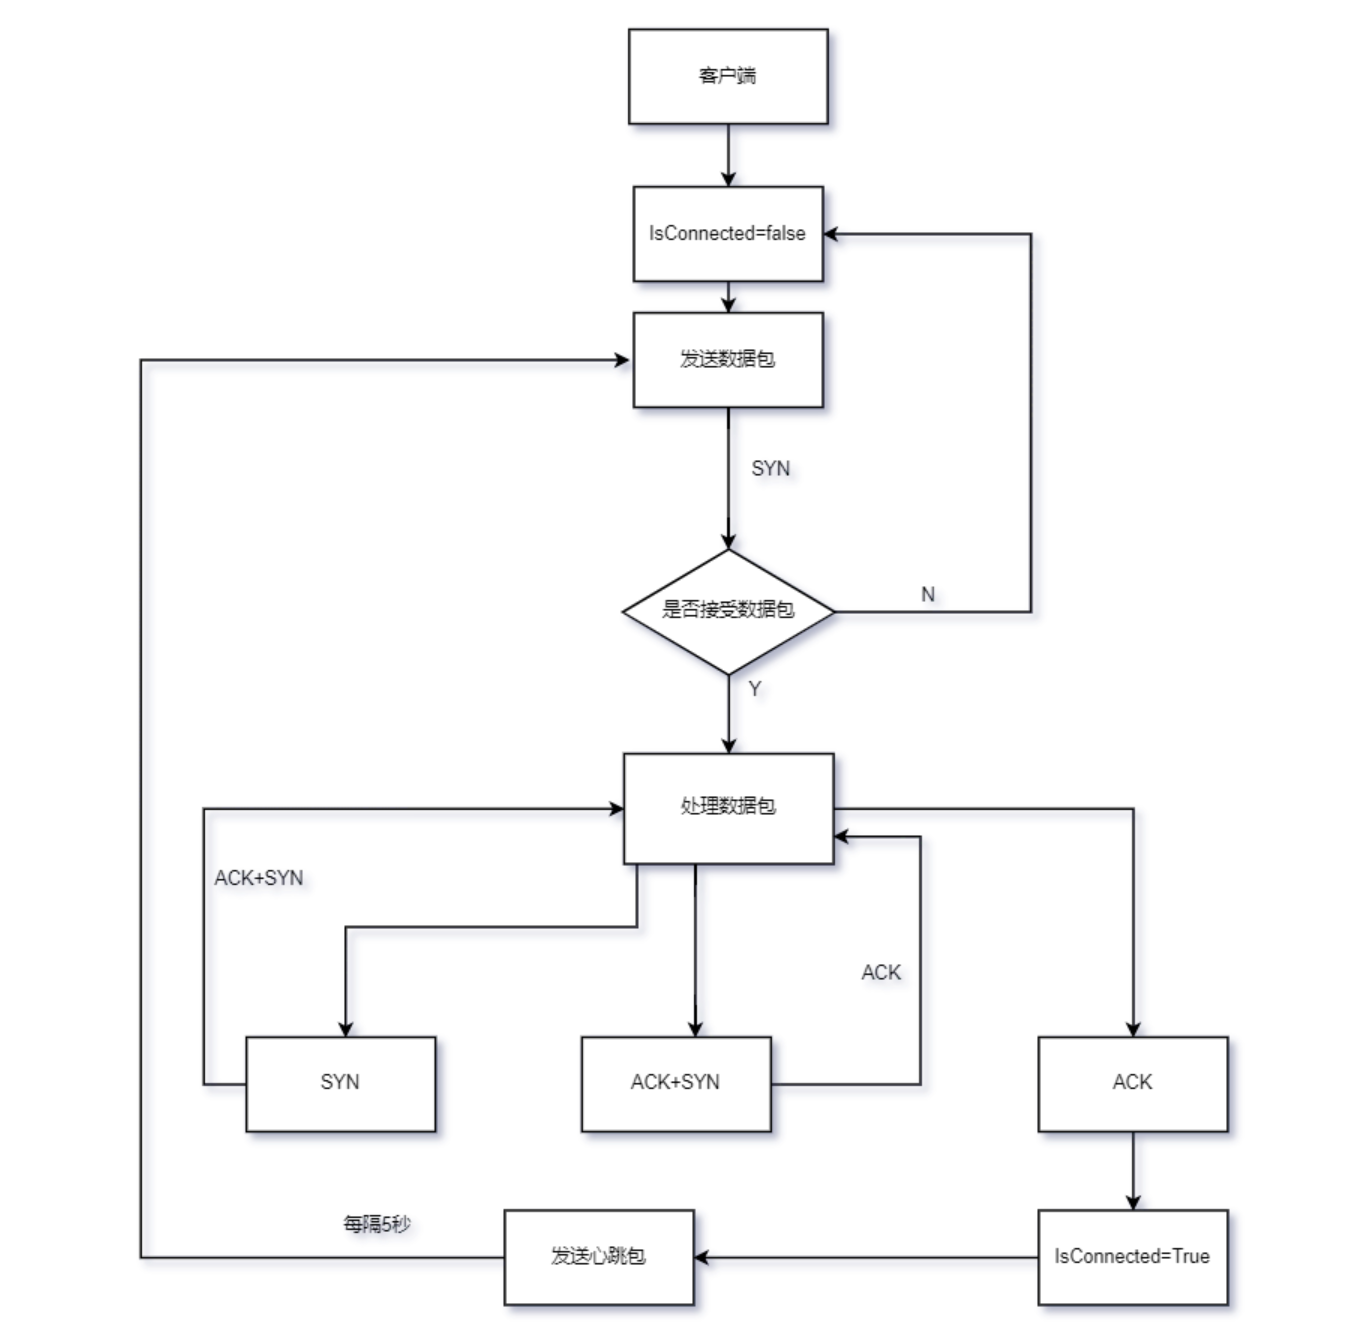 客户端
IsConnected=false
发送数据包
SYN
是否接受数据包
N
Y
处理数据包
ACK+SYN
ACK
SYN
ACK+SYN
ACK
每隔5秒
发送心跳包
IsConnected=True